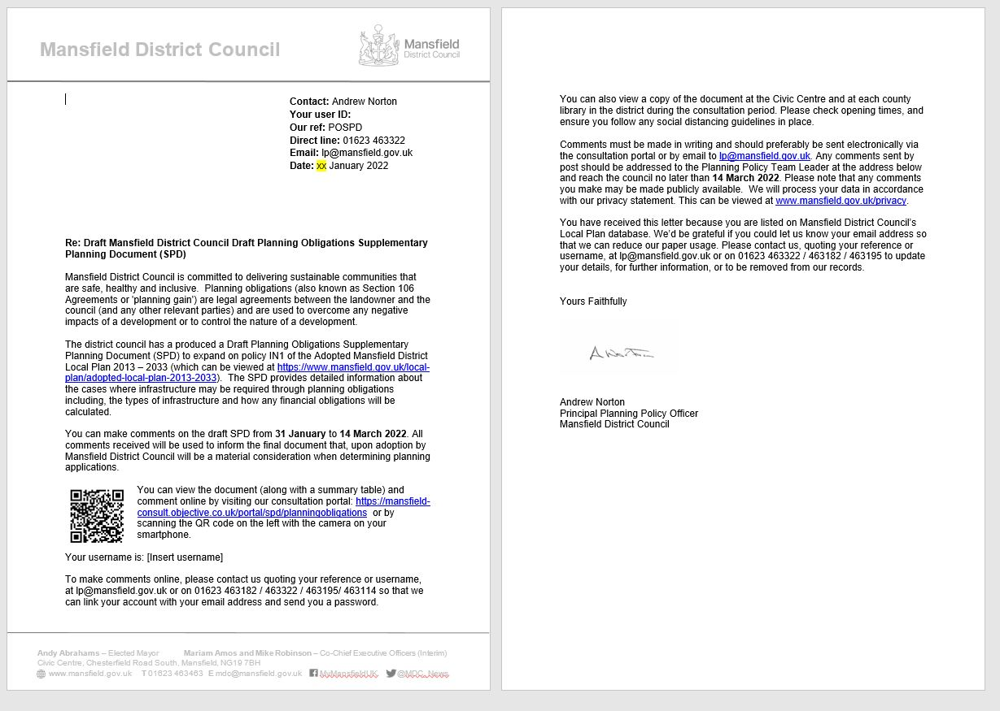 Mansfield District Council
Mansfield
District Council
Contact: Andrew Norton
Your user ID:
Our ref: POSPD
Direct line: 01623 463322
Email: lp@mansfield.gov.uk
Date: xx January 2022
Re: Draft Mansfield District Council Draft Planning Obligations Supplementary
Planning Document (SPD)
Mansfield District Council is committed to delivering sustainable communities that
are safe, healthy and inclusive.  Planning obligations (also known as Section 106
Agreements or 'planning gain') are legal agreements between the landowner and the
council (and any other relevant parties) and are used to overcome any negative
impacts of a development or to control the nature of a development.
The district council has a produced a Draft Planning Obligations Supplementary
Planning Document (SPD) to expand on policy IN1 of the Adopted Mansfield District
Local Plan 2013 – 2033 (which can be viewed at https://www.mansfield.gov.uk/local-
plan/adopted-local-plan-2013-2033).  The SPD provides detailed information about
the cases where infrastructure may be required through planning obligations
including, the types of infrastructure and how any financial obligations will be
calculated.
You can make comments on the draft SPD from 31 January to 14 March 2022. All
comments received will be used to inform the final document that, upon adoption by
Mansfield District Council will be a material consideration when determining planning
applications.
You can view the document (along with a summary table) and
comment online by visiting our consultation portal: https://mansfield-
consult.objective.co.uk/portal/spd/planningobligations  or by
scanning the QR code on the left with the camera on your
smartphone.
Your username is: [Insert username]
To make comments online, please contact us quoting your reference or username,
at lp@mansfield.gov.uk or on 01623 463182 / 463322 / 463195/ 463114 so that we
can link your account with your email address and send you a password.
Andy Abrahams – Elected Mayor Mariam Amos and Mike Robinson – Co-Chief Executive Officers (Interim)
Civic Centre, Chesterfield Road South, Mansfield, NG19 7BH
www.mansfield.gov.uk T 01623 463463 E mdc@mansfield.gov.uk MyMansfieldUK @MDC_News
You can also view a copy of the document at the Civic Centre and at each county
library in the district during the consultation period. Please check opening times, and
ensure you follow any social distancing guidelines in place.
Comments must be made in writing and should preferably be sent electronically via
the consultation portal or by email to lp@mansfield.gov.uk. Any comments sent by
post should be addressed to the Planning Policy Team Leader at the address below
and reach the council no later than 14 March 2022. Please note that any comments
you make may be made publicly available.  We will process your data in accordance
with our privacy statement. This can be viewed at www.mansfield.gov.uk/privacy.
You have received this letter because you are listed on Mansfield District Council's
Local Plan database. We'd be grateful if you could let us know your email address so
that we can reduce our paper usage. Please contact us, quoting your reference or
username, at lp@mansfield.gov.uk or on 01623 463322 / 463182 / 463195 to update
your details, for further information, or to be removed from our records.
Yours Faithfully
A Norton
Andrew Norton
Principal Planning Policy Officer
Mansfield District Council